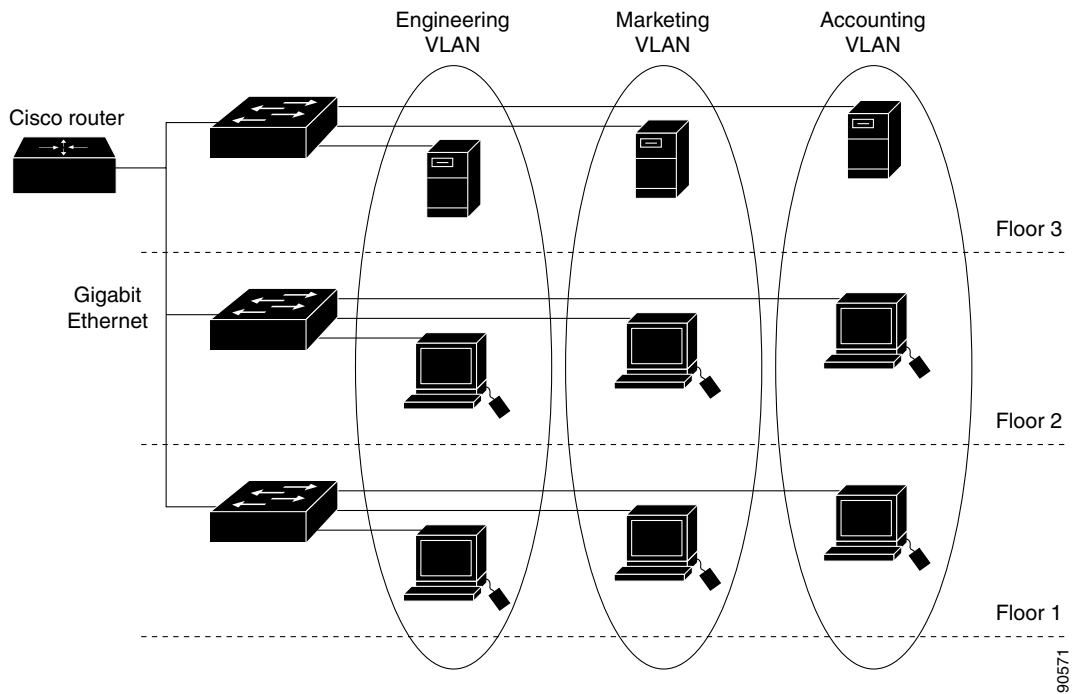 Engineering
VLAN
Marketing
VLAN
Accounting
VLAN
Cisco router
Floor 3
Gigabit
Ethernet
Floor 2
Floor 1
90571